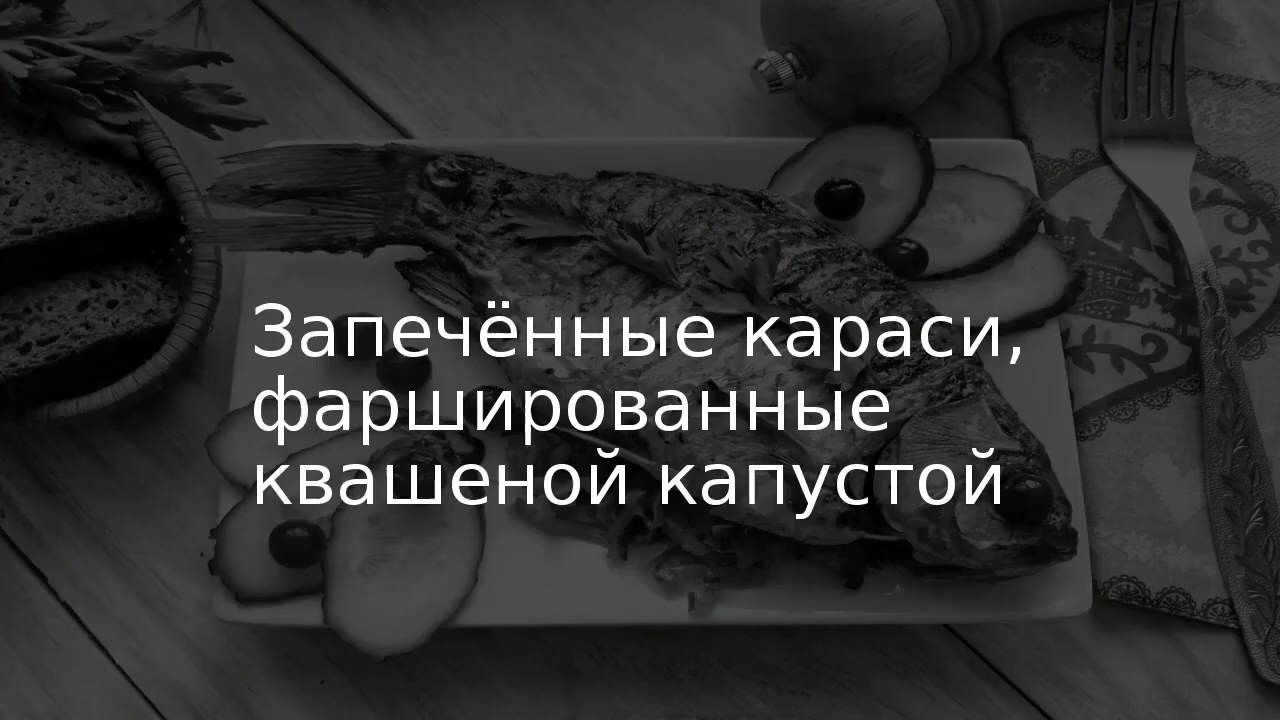 Запечённые караси,
фаршированные
квашеной капустой